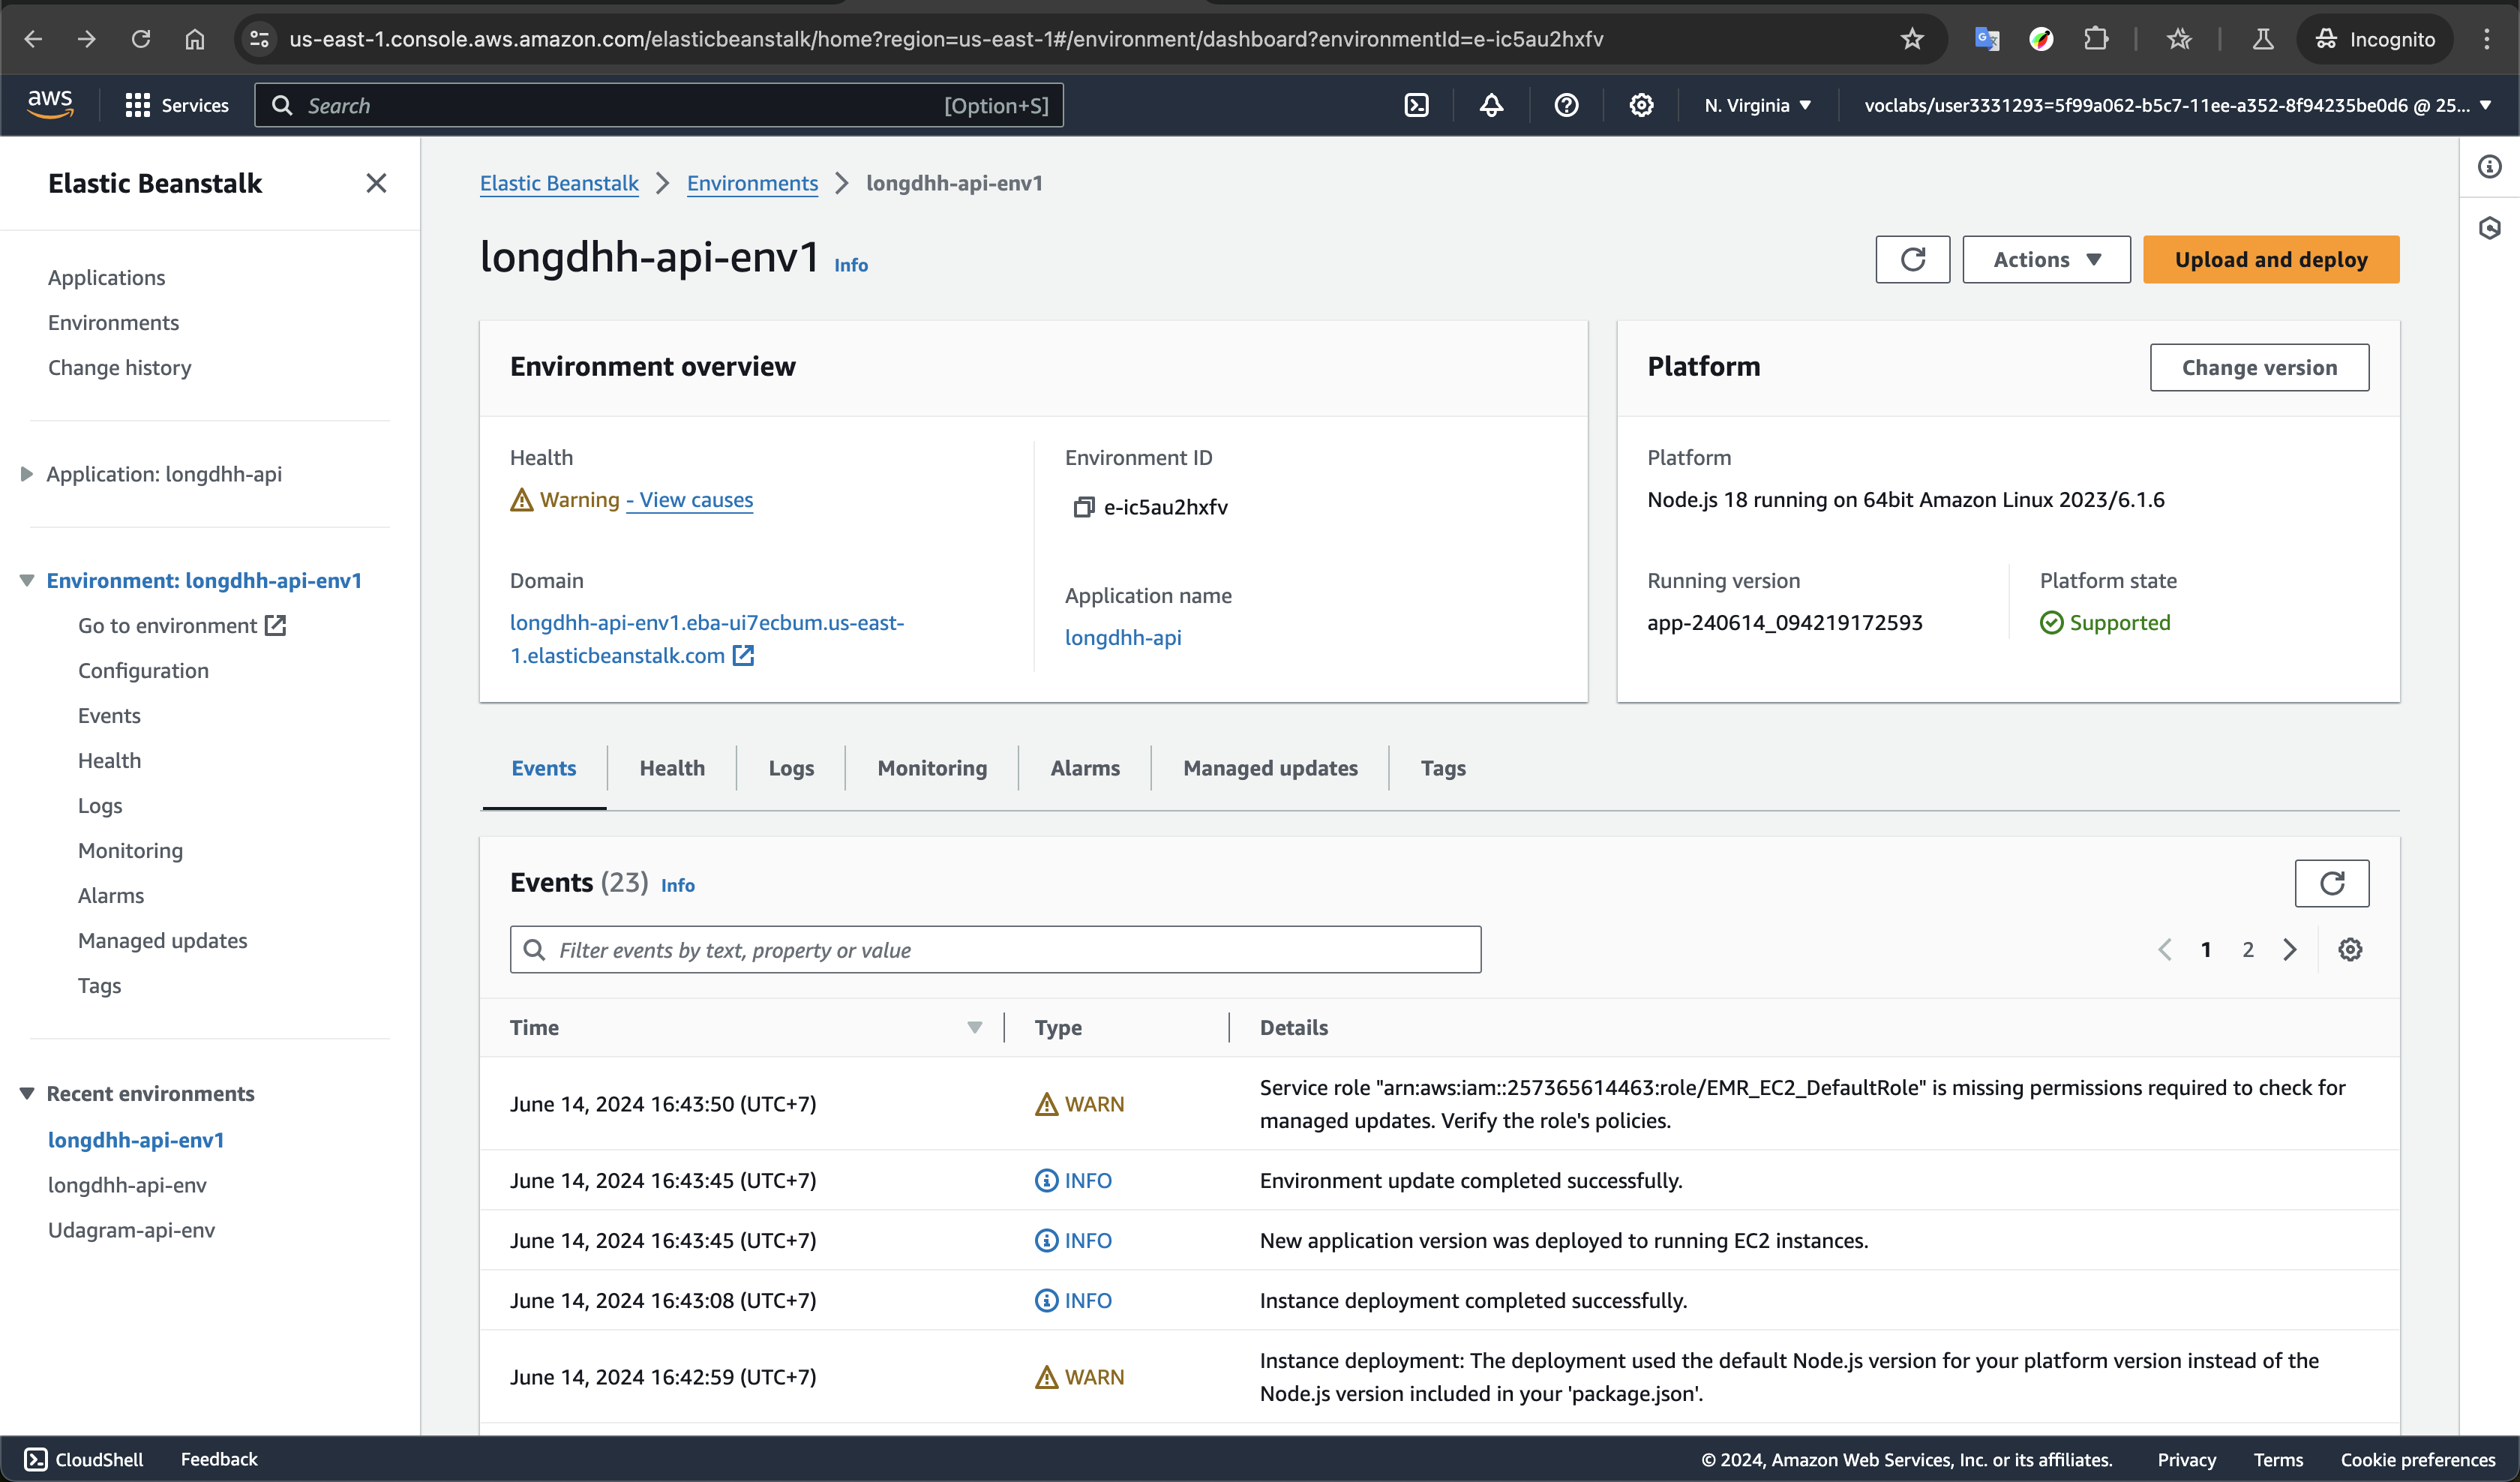 us-east-1.console.aws.amazon.com/elasticbeanstalk/home?region=us-east-1#/environment/dashboard?environmentId=e-ic5au2hxfv
Incognito
aws
Services
Search
[Option+S]
N. Virginia
voclabs/user3331293=5f99a062-b5c7-11ee-a352-8f94235be0d6 @ 25...
Elastic Beanstalk
Applications
Environments
Change history
Application: longdhh-api
Environment: longdhh-api-env1
Go to environment
Configuration
Events
Health
Logs
Monitoring
Alarms
Managed updates
Tags
Recent environments
longdhh-api-env1
longdhh-api-env
Udagram-api-env
Elastic Beanstalk
Environments
longdhh-api-env1
longdhh-api-env1 Info
Actions
Upload and deploy
Environment overview
Health
Warning - View causes
Domain
longdhh-api-env1.eba-ui7ecbum.us-east-
1.elasticbeanstalk.com
Environment ID
e-ic5au2hxfv
Application name
longdhh-api
Platform
Change version
Platform
Node.js 18 running on 64bit Amazon Linux 2023/6.1.6
Running version
app-240614_094219172593
Platform state
Supported
Events
Health
Logs
Monitoring
Alarms
Managed updates
Tags
Events (23) Info
Filter events by text, property or value
1 2
Time Type Details
June 14, 2024 16:43:50 (UTC+7) WARN Service role "arn:aws:iam::257365614463:role/EMR_EC2_DefaultRole" is missing permissions required to check for
managed updates. Verify the role's policies.
June 14, 2024 16:43:45 (UTC+7) INFO Environment update completed successfully.
June 14, 2024 16:43:45 (UTC+7) INFO New application version was deployed to running EC2 instances.
June 14, 2024 16:43:08 (UTC+7) INFO Instance deployment completed successfully.
June 14, 2024 16:42:59 (UTC+7) WARN Instance deployment: The deployment used the default Node.js version for your platform version instead of the
Node.js version included in your 'package.json'.
CloudShell
Feedback
© 2024, Amazon Web Services, Inc. or its affiliates.
Privacy
Terms
Cookie preferences